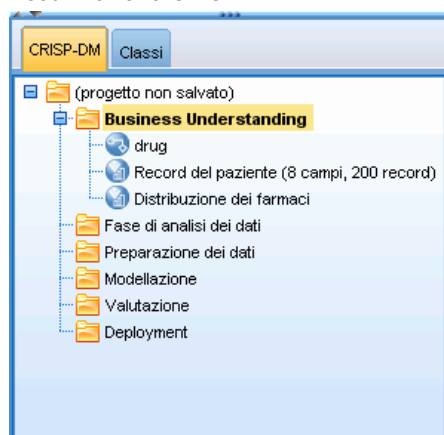 CRISP-DM Classi
(progetto non salvato)
Business Understanding
drug
Record del paziente (8 campi, 200 record)
Distribuzione dei farmaci
Fase di analisi dei dati
Preparazione dei dati
Modellazione
Valutazione
Deployment